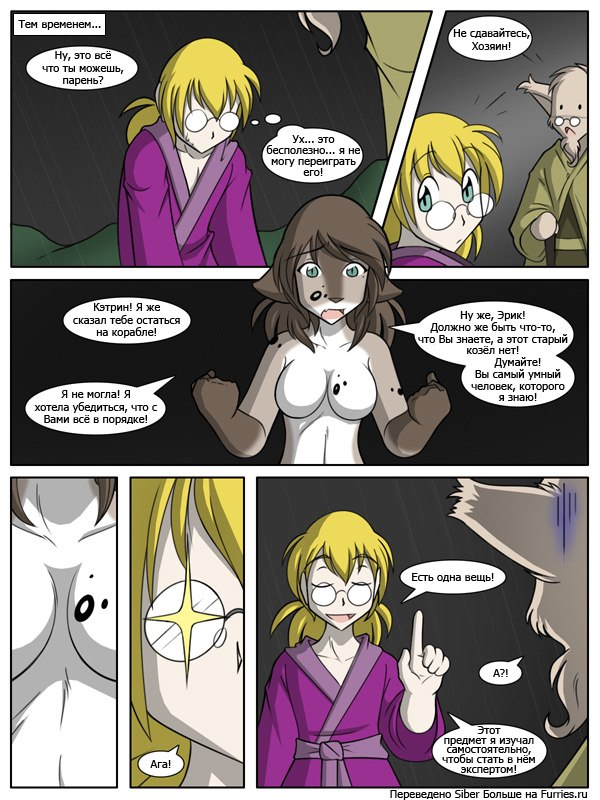 Тем временем...
Ну, это всё
что ты можешь,
парень?
Ух... это
бесполезно... я не
могу переиграть
его!
Не сдавайтесь,
Хозяин!
Кэтрин! Я же
сказал тебе остаться
на корабле!
Я не могла! Я
хотела убедиться, что с
Вами всё в порядке!
Ну же, Эрик!
Должно же быть что-то,
что Вы знаете, а этот старый
козёл нет!
Думайте!
Вы самый умный
человек, которого
я знаю!
Ага!
Есть одна вещь!
А?!
Этот
предмет я изучал
самостоятельно,
чтобы стать в нём
экспертом!
Переведено Siber Больше на Furries.ru